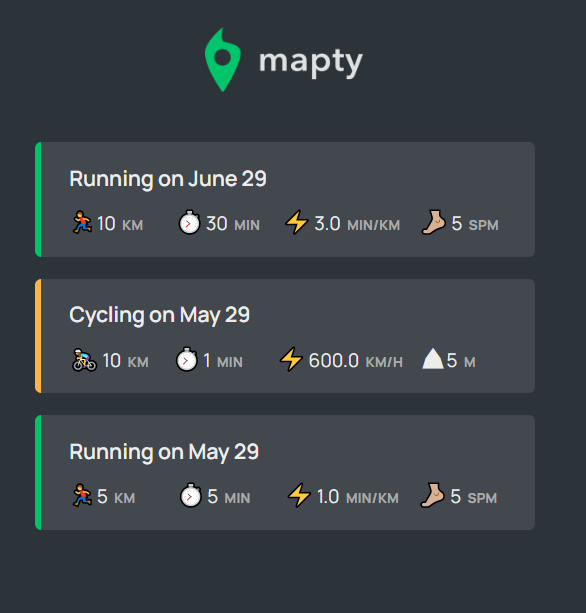 mapty
Running on June 29
10 KM 30 MIN 3.0 MIN/KM 5 SPM
Cycling on May 29
10 KM 1 MIN 600.0 KM/H 5 M
Running on May 29
5 KM 5 MIN 1.0 MIN/KM 5 SPM